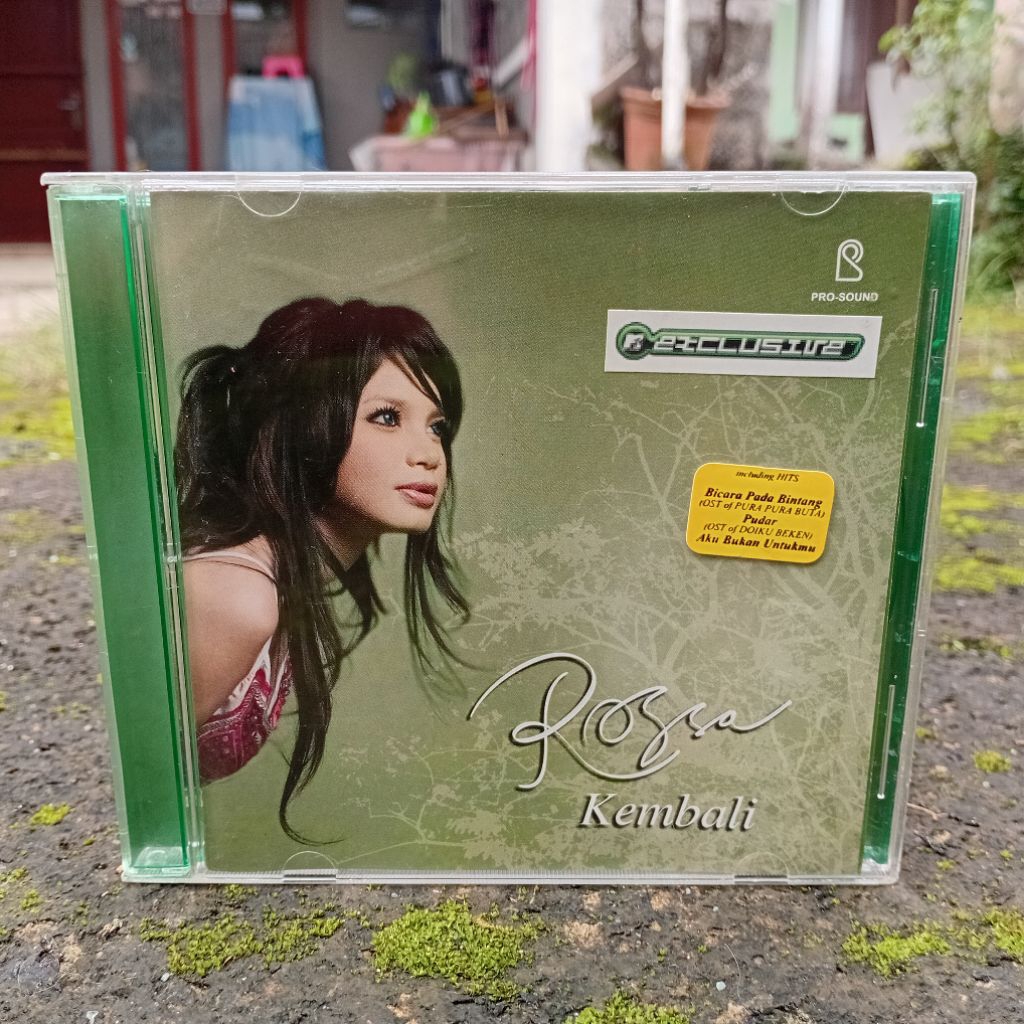 PRO-SOUND
EXCLUSIVE
including HITS
Bicara Pada Bintang
(OST of PURA PURA BUTA)
Pudar
(OST of DOIKU BEKEN)
Aku Bukan Untukmu
Rossa
Kembali